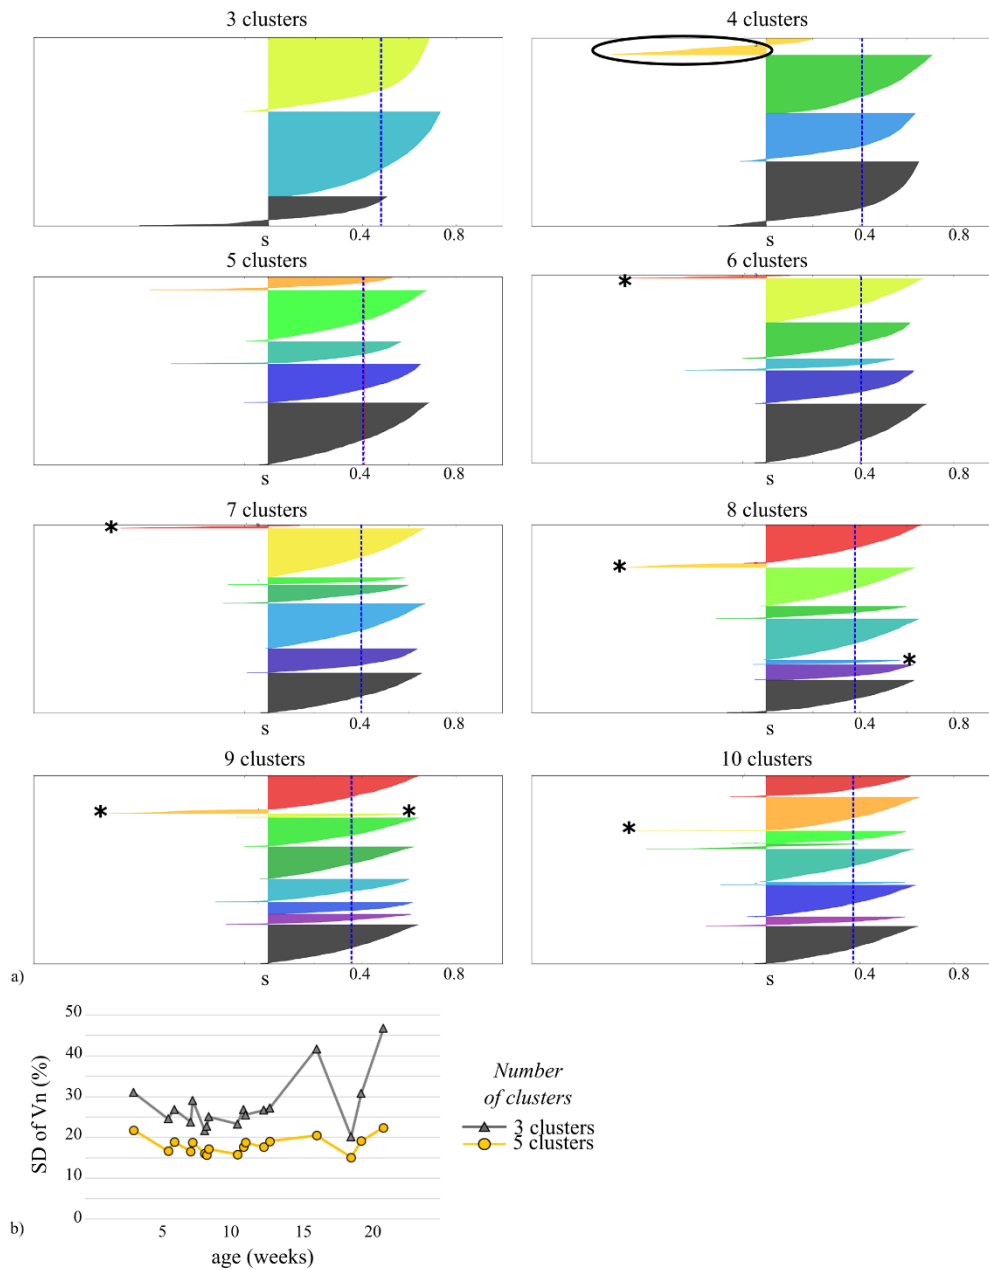 3 clusters
4 clusters
s 0.4 0.8
s 0.4 0.8
5 clusters
6 clusters
*
s 0.4 0.8
s 0.4 0.8
7 clusters
8 clusters
*
*
*
s 0.4 0.8
s 0.4 0.8
9 clusters
10 clusters
* *
*
a)
s 0.4 0.8
s 0.4 0.8
50
40
30
20
10
0
SD of Vn (%)
5 10 15 20
age (weeks)
b)
Number
of clusters
3 clusters
5 clusters